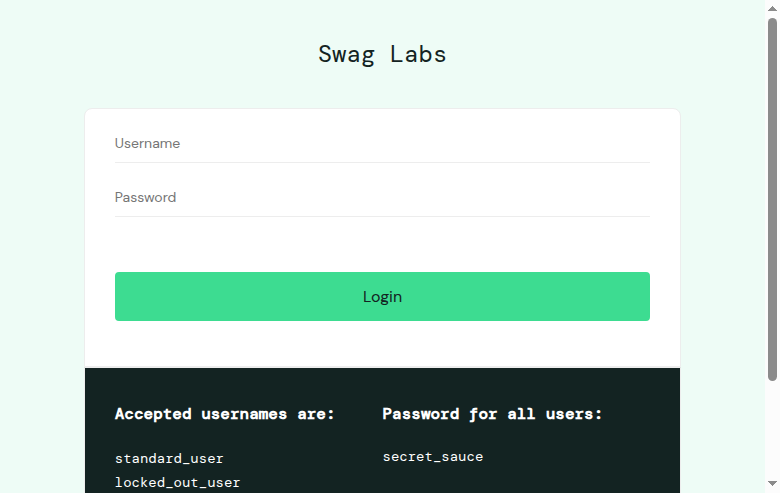 Swag Labs
Username
Password
Login
Accepted usernames are:
standard_user
locked_out_user
Password for all users:
secret_sauce